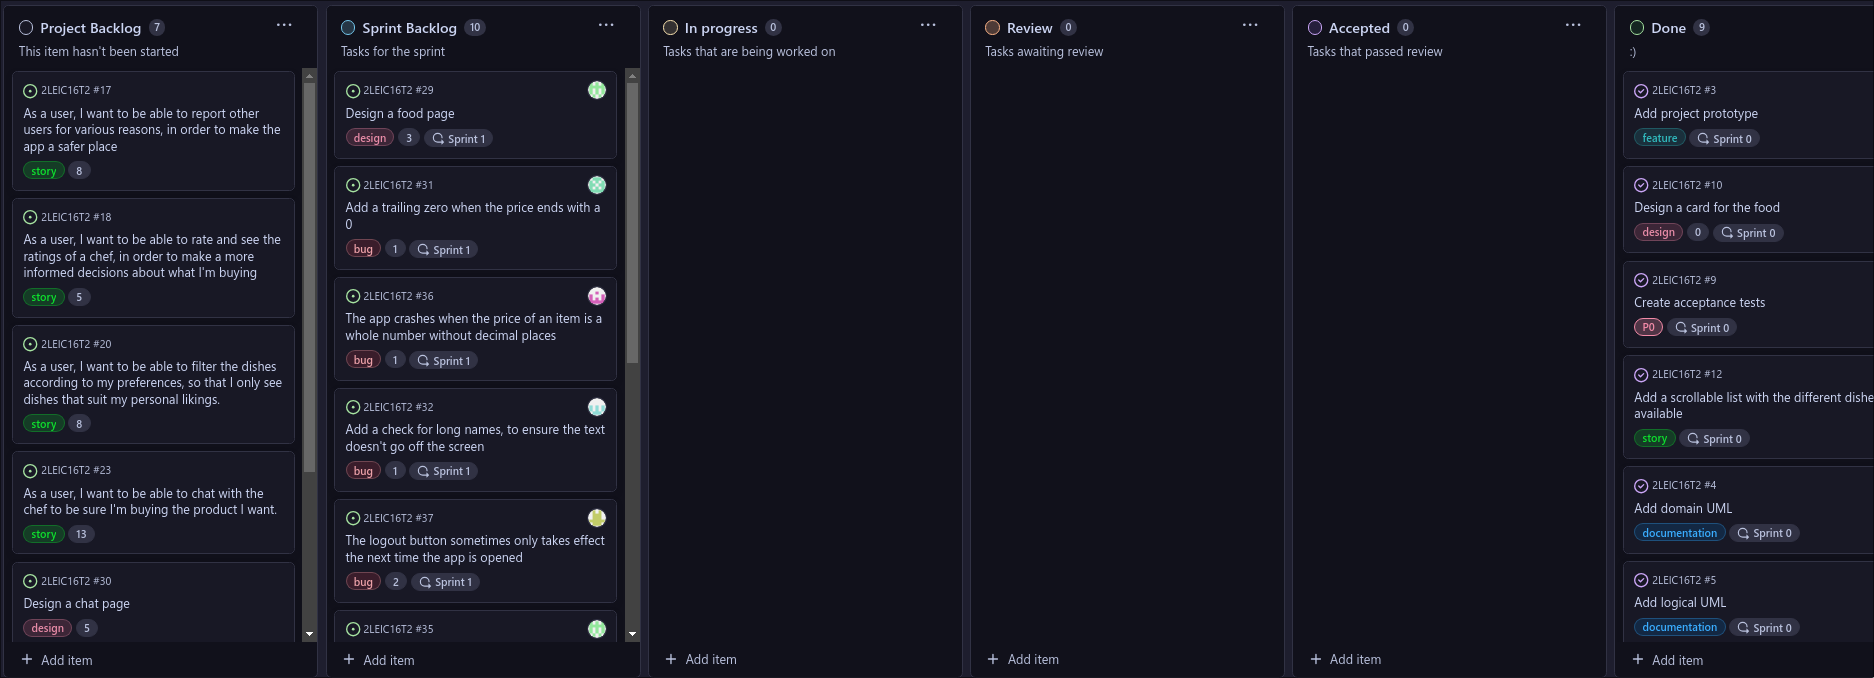 Project Backlog 7
This item hasn't been started
2LEIC16T2 #17
As a user, I want to be able to report other
users for various reasons, in order to make the
app a safer place
story 8
2LEIC16T2 #18
As a user, I want to be able to rate and see the
ratings of a chef, in order to make a more
informed decisions about what I'm buying
story 5
2LEIC16T2 #20
As a user, I want to be able to filter the dishes
according to my preferences, so that I only see
dishes that suit my personal likings.
story 8
2LEIC16T2 #23
As a user, I want to be able to chat with the
chef to be sure I'm buying the product I want.
story 13
2LEIC16T2 #30
Design a chat page
design 5
+ Add item
Sprint Backlog 10
Tasks for the sprint
2LEIC16T2 #29
Design a food page
design 3 Sprint 1
2LEIC16T2 #31
Add a trailing zero when the price ends with a
0
bug 1 Sprint 1
2LEIC16T2 #36
The app crashes when the price of an item is a
whole number without decimal places
bug 1 Sprint 1
2LEIC16T2 #32
Add a check for long names, to ensure the text
doesn't go off the screen
bug 1 Sprint 1
2LEIC16T2 #37
The logout button sometimes only takes effect
the next time the app is opened
bug 2 Sprint 1
2LEIC16T2 #35
+ Add item
In progress 0
Tasks that are being worked on
+ Add item
Review 0
Tasks awaiting review
+ Add item
Accepted 0
Tasks that passed review
+ Add item
Done 9
:)
2LEIC16T2 #3
Add project prototype
feature Sprint 0
2LEIC16T2 #10
Design a card for the food
design 0 Sprint 0
2LEIC16T2 #9
Create acceptance tests
P0 Sprint 0
2LEIC16T2 #12
Add a scrollable list with the different dishe
available
story Sprint 0
2LEIC16T2 #4
Add domain UML
documentation Sprint 0
2LEIC16T2 #5
Add logical UML
documentation Sprint 0
+ Add item